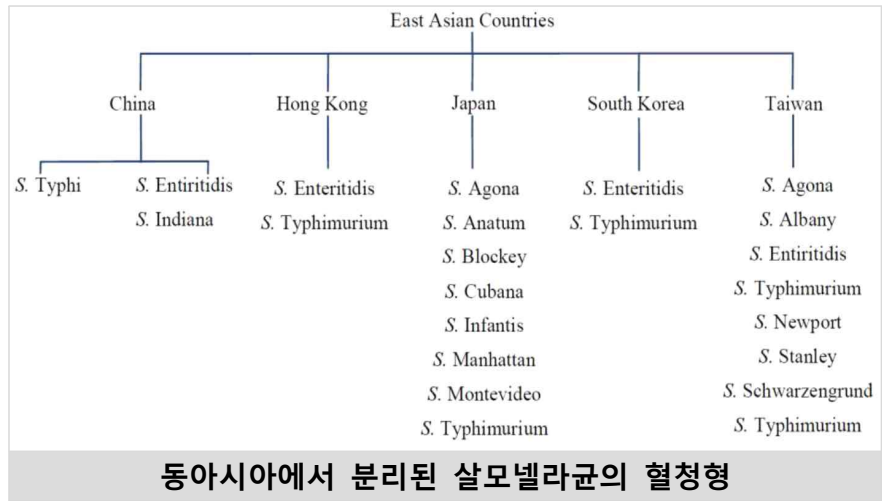 East Asian Countries
China
Hong Kong
Japan
South Korea
Taiwan
S. Typhi
S. Entiritidis
S. Indiana
S. Enteritidis
S. Typhimurium
S. Agona
S. Anatum
S. Blockey
S. Cubana
S. Infantis
S. Manhattan
S. Montevideo
S. Typhimurium
S. Enteritidis
S. Typhimurium
S. Agona
S. Albany
S. Entiritidis
S. Typhimurium
S. Newport
S. Stanley
S. Schwarzengrund
S. Typhimurium
동아시아에서 분리된 살모넬라균의 혈청형